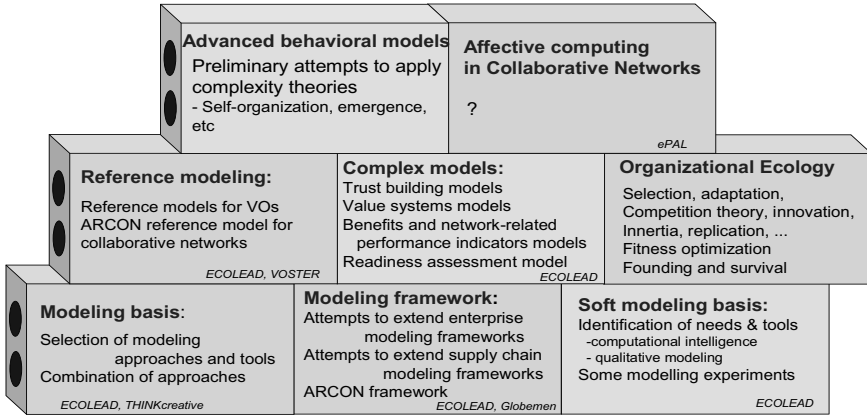 Advanced behavioral models
Preliminary attempts to apply
complexity theories
- Self-organization, emergence,
etc
Affective computing
in Collaborative Networks
?
ePAL
Reference modeling:
Reference models for VOs
ARCON reference model for
collaborative networks
ECOLEAD, VOSTER
Complex models:
Trust building models
Value systems models
Benefits and network-related
performance indicators models
Readiness assessment model
ECOLEAD
Organizational Ecology
Selection, adaptation,
Competition theory, innovation,
Innertia, replication, ...
Fitness optimization
Founding and survival
Modeling basis:
Selection of modeling
approaches and tools
Combination of approaches
ECOLEAD, THINKcreative
Modeling framework:
Attempts to extend enterprise
modeling frameworks
Attempts to extend supply chain
modeling frameworks
ARCON framework
ECOLEAD, Globemen
Soft modeling basis:
Identification of needs & tools
-computational intelligence
- qualitative modeling
Some modelling experiments
ECOLEAD